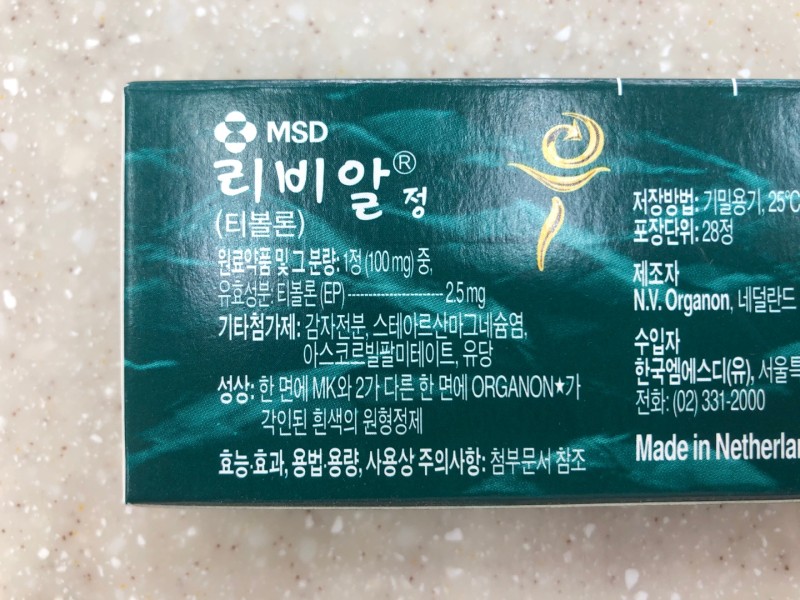 MSD
리비알® 정
(티볼론)
원료약품 및 그 분량: 1정 (100 mg) 중,
유효성분: 티볼론 (EP) ---------------------- 2.5 mg
기타첨가제: 감자전분, 스테아르산마그네슘염,
아스코르빌팔미테이트, 유당
성상: 한 면에 MK와 2가 다른 한 면에 ORGANON★가
각인된 흰색의 원형정제
효능·효과, 용법·용량, 사용상 주의사항: 첨부문서 참조
저장방법: 기밀용기, 25°C
포장단위: 28정
제조자
N.V. Organon, 네덜란드
수입자
한국엠에스디(유), 서울특
전화: (02) 331-2000
Made in Netherlan